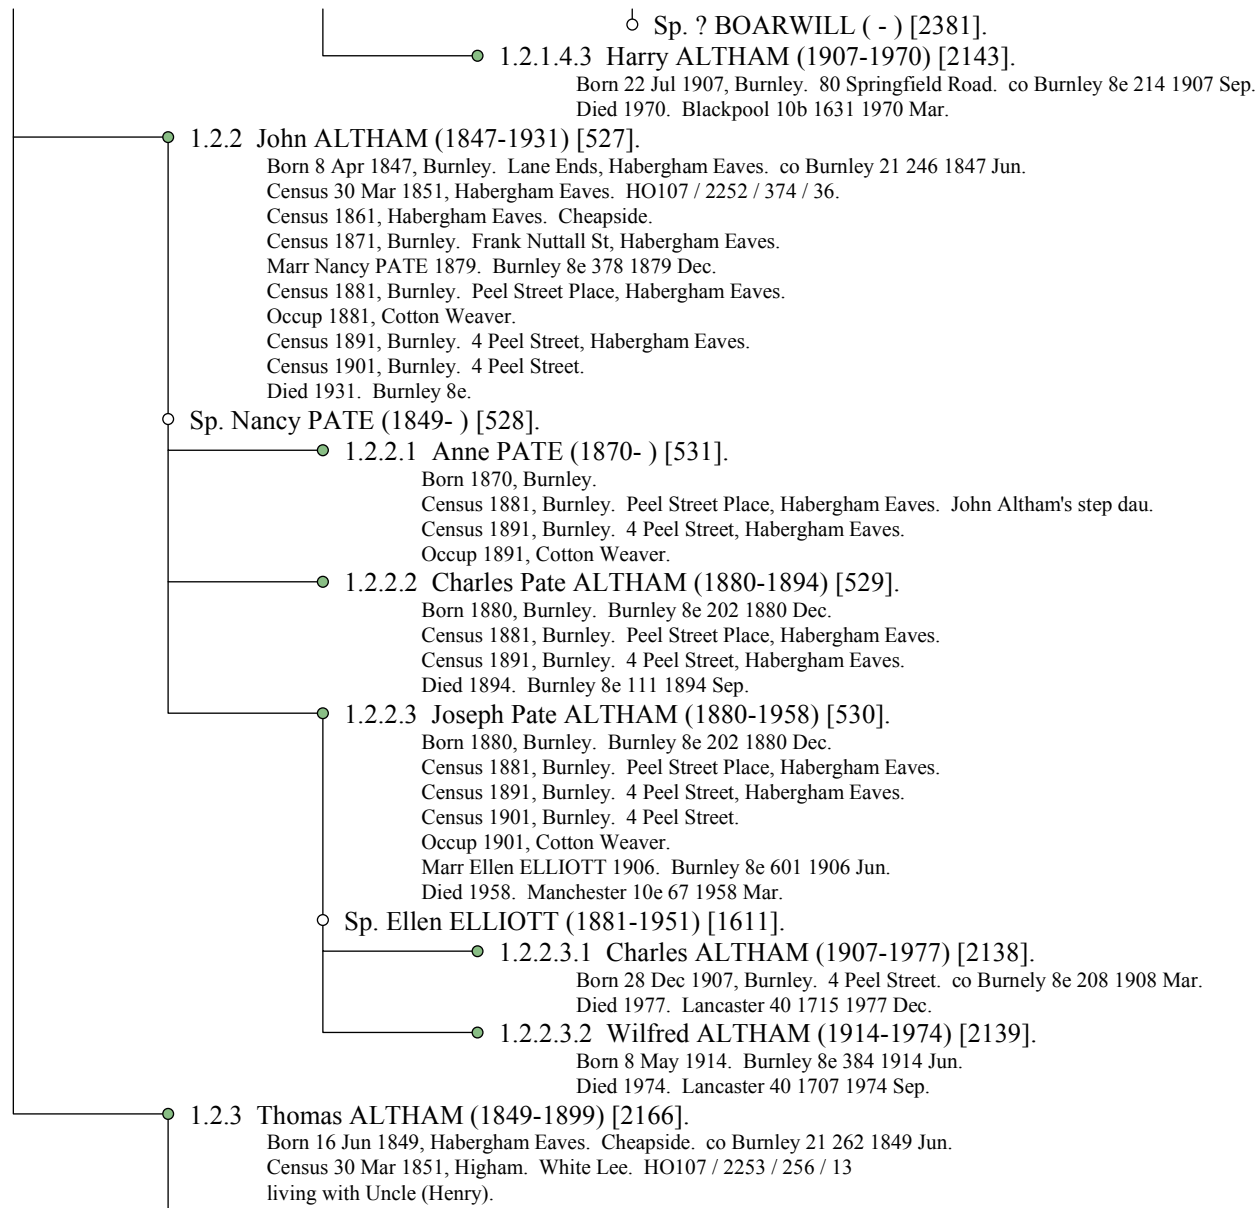 Sp. ? BOARWILL ( - ) [2381].
1.2.1.4.3 Harry ALTHAM (1907-1970) [2143].
Born 22 Jul 1907, Burnley. 80 Springfield Road. co Burnley 8e 214 1907 Sep.
Died 1970. Blackpool 10b 1631 1970 Mar.
1.2.2 John ALTHAM (1847-1931) [527].
Born 8 Apr 1847, Burnley. Lane Ends, Habergham Eaves. co Burnley 21 246 1847 Jun.
Census 30 Mar 1851, Habergham Eaves. HO107 / 2252 / 374 / 36.
Census 1861, Habergham Eaves. Cheapside.
Census 1871, Burnley. Frank Nuttall St, Habergham Eaves.
Marr Nancy PATE 1879. Burnley 8e 378 1879 Dec.
Census 1881, Burnley. Peel Street Place, Habergham Eaves.
Occup 1881, Cotton Weaver.
Census 1891, Burnley. 4 Peel Street, Habergham Eaves.
Census 1901, Burnley. 4 Peel Street.
Died 1931. Burnley 8e.
Sp. Nancy PATE (1849- ) [528].
1.2.2.1 Anne PATE (1870- ) [531].
Born 1870, Burnley.
Census 1881, Burnley. Peel Street Place, Habergham Eaves. John Altham's step dau.
Census 1891, Burnley. 4 Peel Street, Habergham Eaves.
Occup 1891, Cotton Weaver.
1.2.2.2 Charles Pate ALTHAM (1880-1894) [529].
Born 1880, Burnley. Burnley 8e 202 1880 Dec.
Census 1881, Burnley. Peel Street Place, Habergham Eaves.
Census 1891, Burnley. 4 Peel Street, Habergham Eaves.
Died 1894. Burnley 8e 111 1894 Sep.
1.2.2.3 Joseph Pate ALTHAM (1880-1958) [530].
Born 1880, Burnley. Burnley 8e 202 1880 Dec.
Census 1881, Burnley. Peel Street Place, Habergham Eaves.
Census 1891, Burnley. 4 Peel Street, Habergham Eaves.
Census 1901, Burnley. 4 Peel Street.
Occup 1901, Cotton Weaver.
Marr Ellen ELLIOTT 1906. Burnley 8e 601 1906 Jun.
Died 1958. Manchester 10e 67 1958 Mar.
Sp. Ellen ELLIOTT (1881-1951) [1611].
1.2.2.3.1 Charles ALTHAM (1907-1977) [2138].
Born 28 Dec 1907, Burnley. 4 Peel Street. co Burnely 8e 208 1908 Mar.
Died 1977. Lancaster 40 1715 1977 Dec.
1.2.2.3.2 Wilfred ALTHAM (1914-1974) [2139].
Born 8 May 1914. Burnley 8e 384 1914 Jun.
Died 1974. Lancaster 40 1707 1974 Sep.
1.2.3 Thomas ALTHAM (1849-1899) [2166].
Born 16 Jun 1849, Habergham Eaves. Cheapside. co Burnley 21 262 1849 Jun.
Census 30 Mar 1851, Higham. White Lee. HO107 / 2253 / 256 / 13
living with Uncle (Henry).